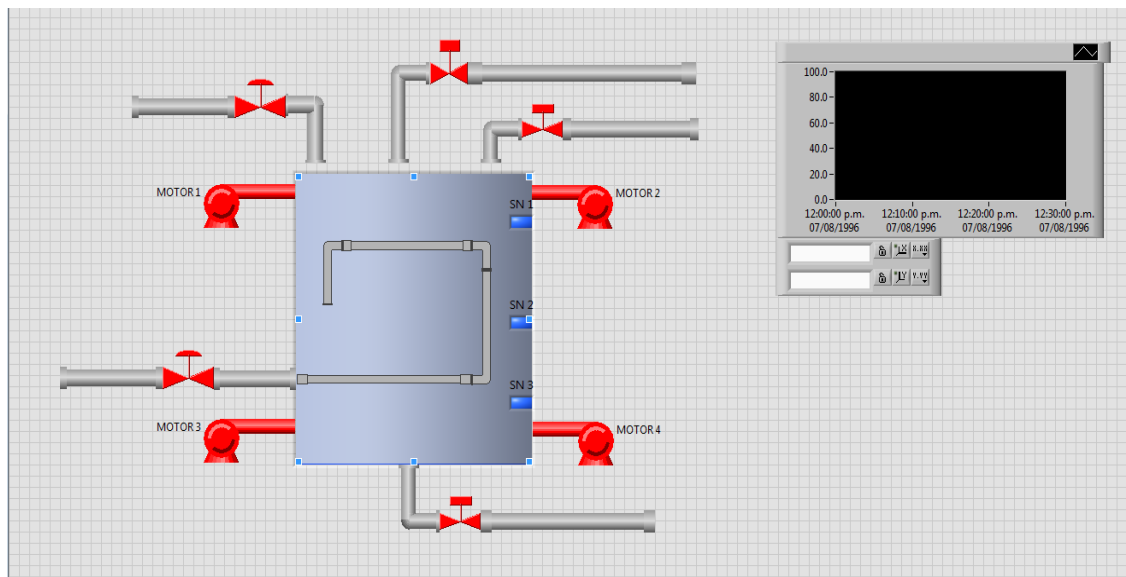 MOTOR 1
MOTOR 2
SN 1
SN 2
SN 3
MOTOR 3
MOTOR 4
100.0
80.0
60.0
40.0
20.0
0.0
12:00:00 p.m. 12:10:00 p.m. 12:20:00 p.m. 12:30:00 p.m.
07/08/1996 07/08/1996 07/08/1996 07/08/1996
X.XX
Y.YY